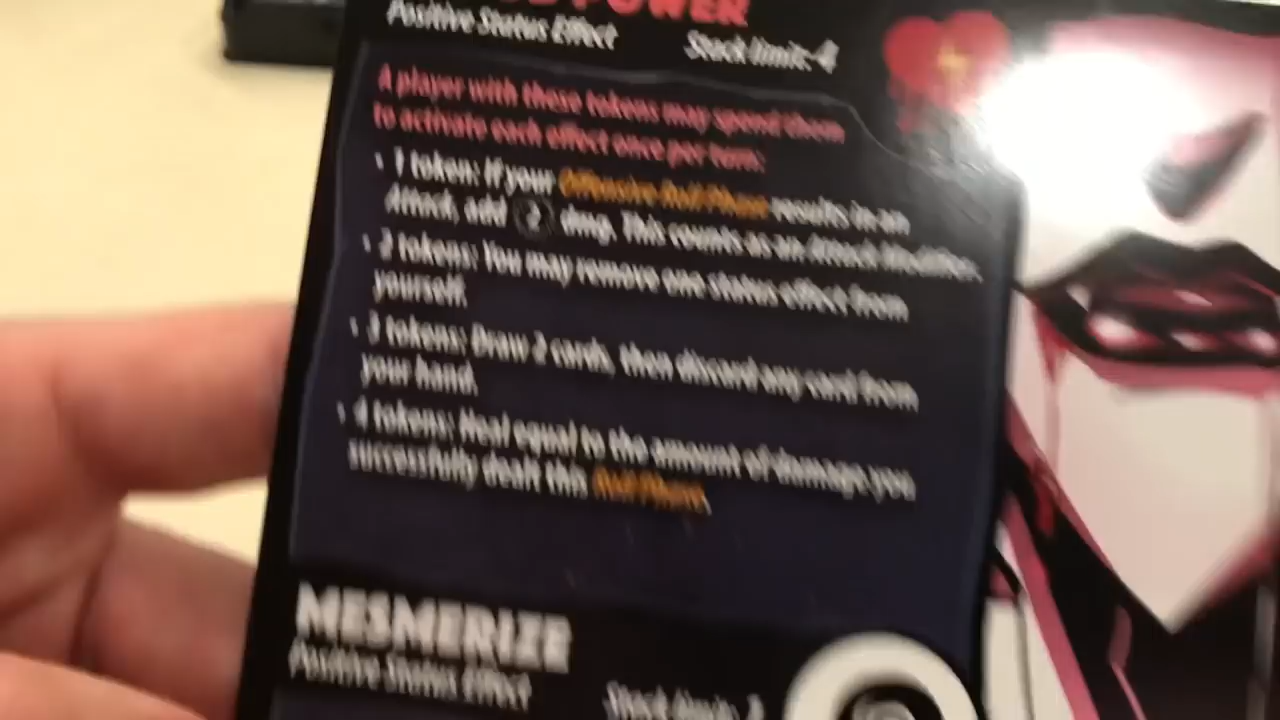 POWER
Positive Status Effect Stack limit: 4
A player with these tokens may spend them
to activate each effect once per turn:
1 token: If your Offensive Roll Phase results in an
Attack, add 2 dmg. This counts as an Attack Modifier.
2 tokens: You may remove one status effect from
yourself.
3 tokens: Draw 2 cards, then discard any card from
your hand.
4 tokens: Heal equal to the amount of damage you
successfully dealt this Roll Phase.
MESMERIZE
Positive Status Effect Stack limit: